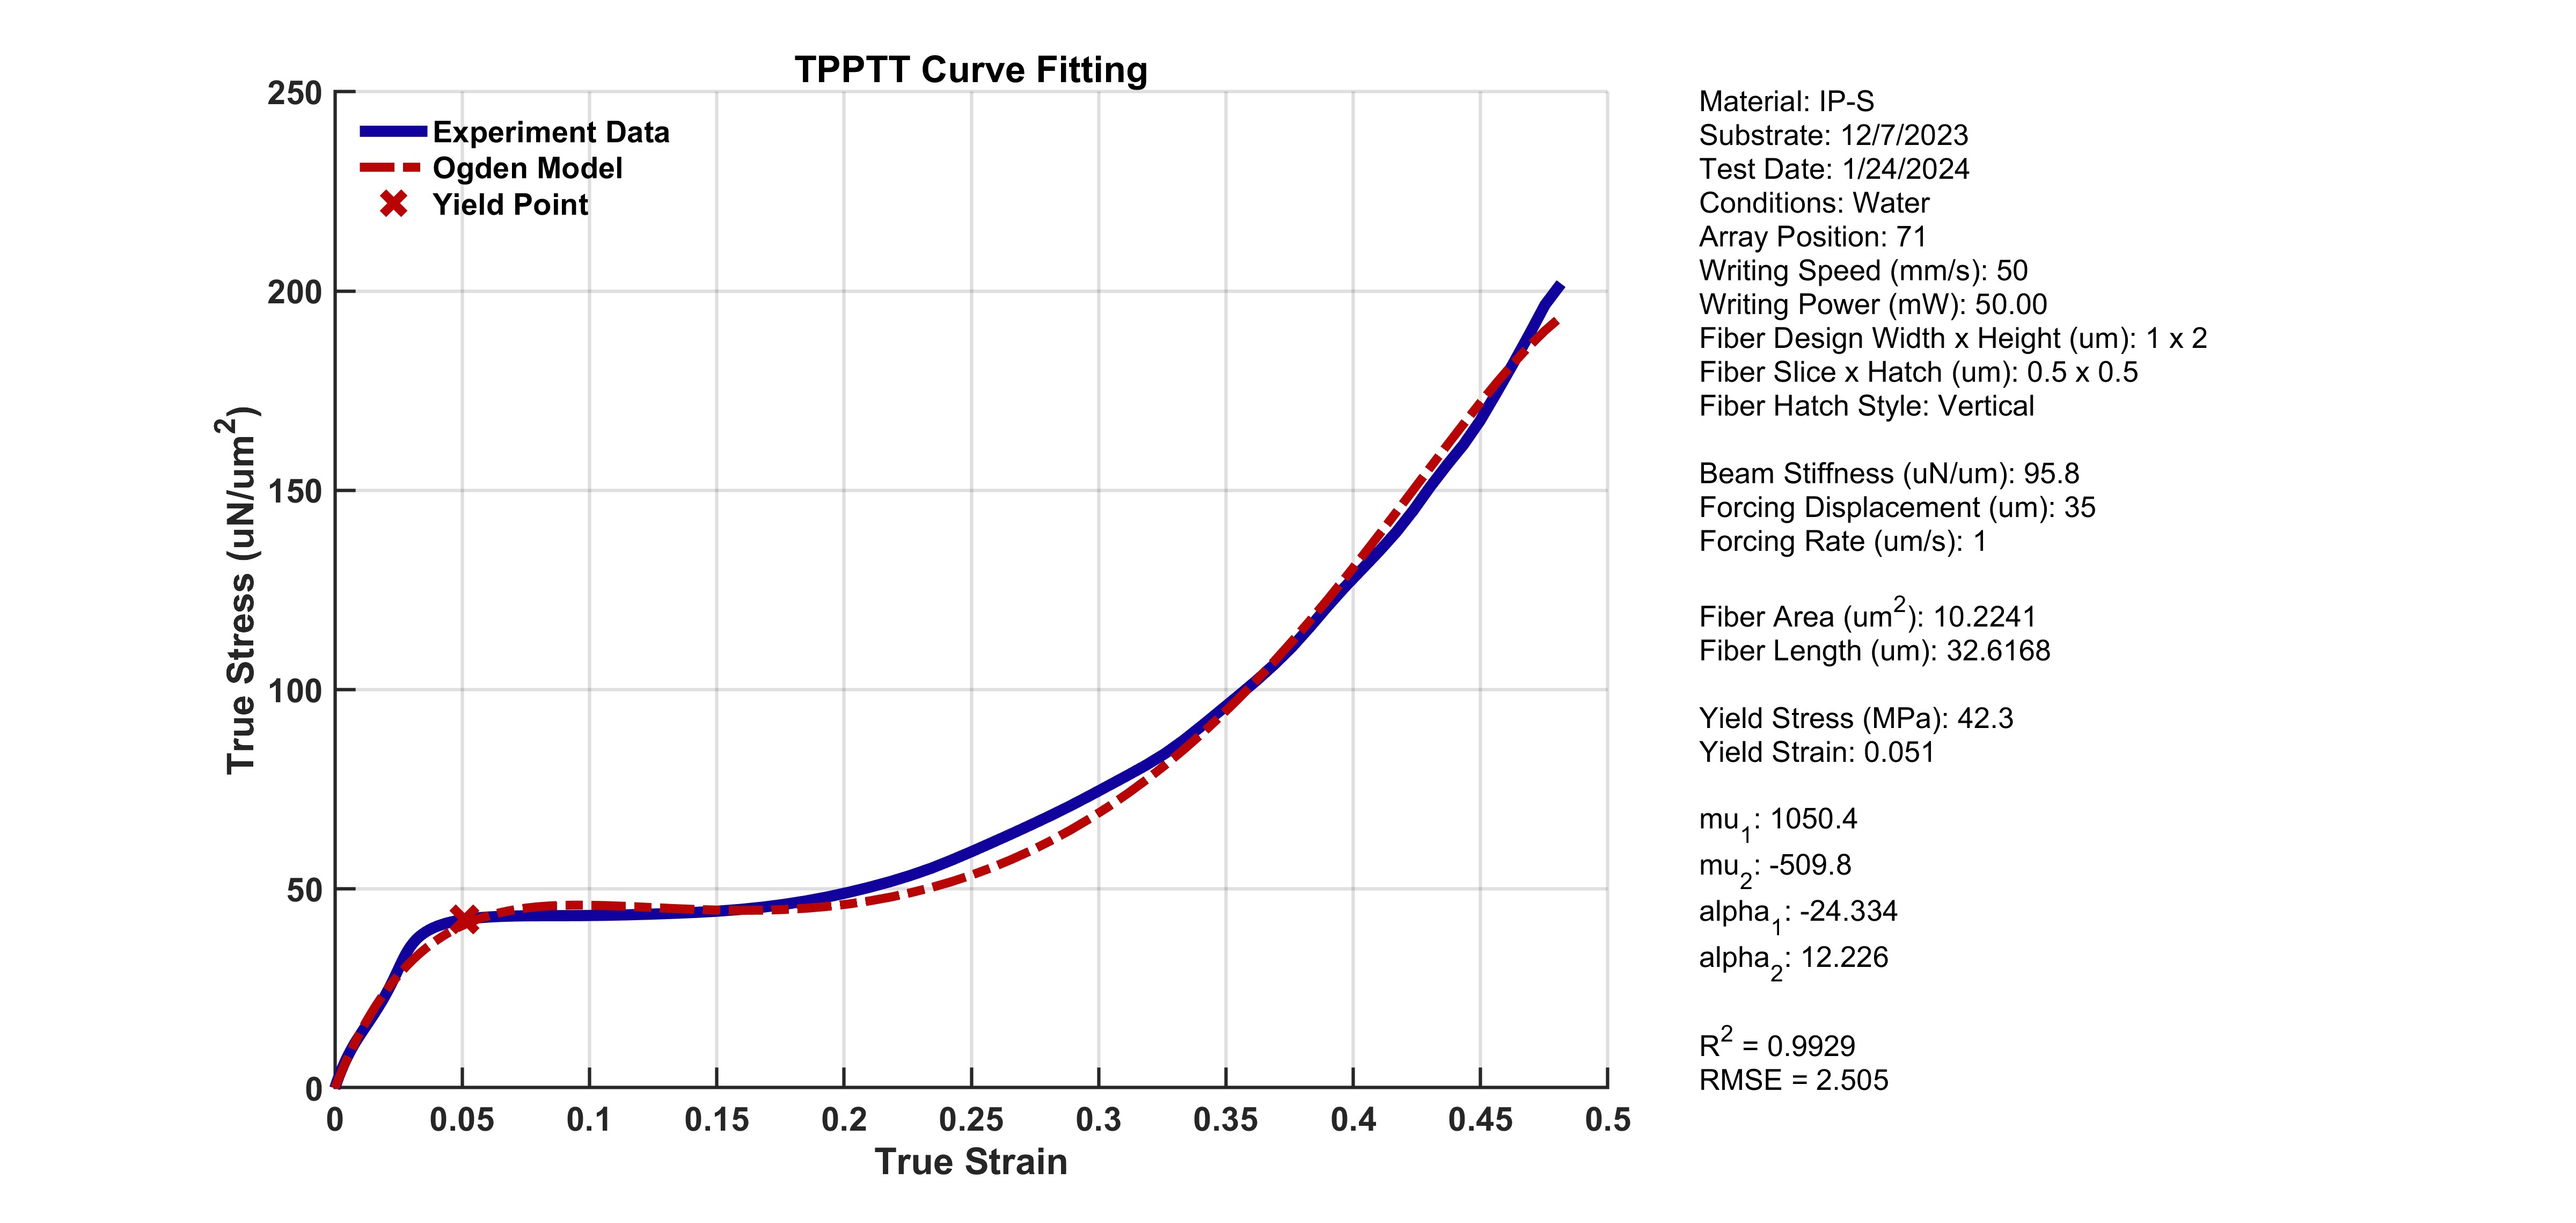 TPPTT Curve Fitting
250
200
150
100
50
0
True Stress (uN/um²)
Experiment Data
Ogden Model
Yield Point
0 0.05 0.1 0.15 0.2 0.25 0.3 0.35 0.4 0.45 0.5
True Strain
Material: IP-S
Substrate: 12/7/2023
Test Date: 1/24/2024
Conditions: Water
Array Position: 71
Writing Speed (mm/s): 50
Writing Power (mW): 50.00
Fiber Design Width x Height (um): 1 x 2
Fiber Slice x Hatch (um): 0.5 x 0.5
Fiber Hatch Style: Vertical
Beam Stiffness (uN/um): 95.8
Forcing Displacement (um): 35
Forcing Rate (um/s): 1
Fiber Area (um²): 10.2241
Fiber Length (um): 32.6168
Yield Stress (MPa): 42.3
Yield Strain: 0.051
mu₁: 1050.4
mu₂: -509.8
alpha₁: -24.334
alpha₂: 12.226
R² = 0.9929
RMSE = 2.505